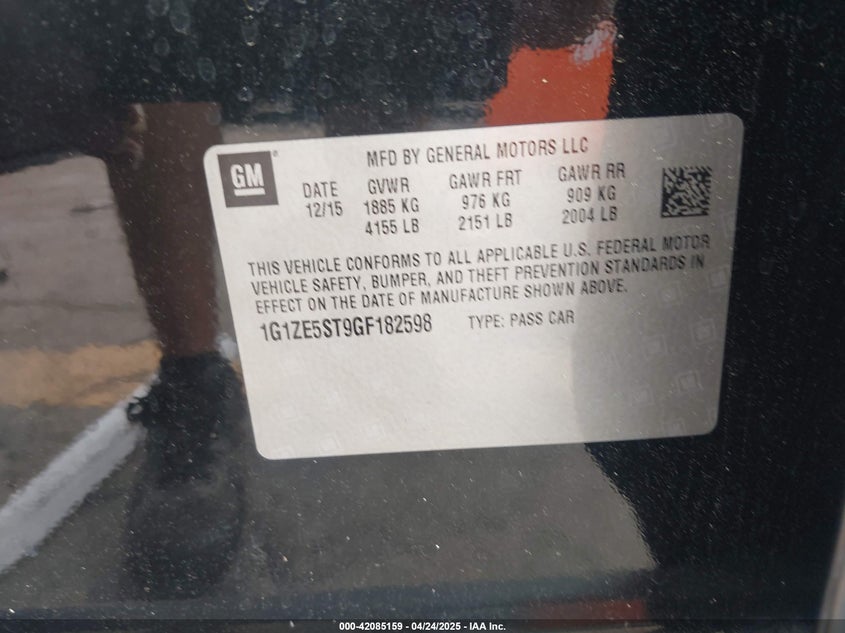 GM ®
MFD BY GENERAL MOTORS LLC
DATE GVWR GAWR FRT GAWR RR
12/15 1885 KG 976 KG 909 KG
4155 LB 2151 LB 2004 LB
THIS VEHICLE CONFORMS TO ALL APPLICABLE U.S. FEDERAL MOTOR
VEHICLE SAFETY, BUMPER, AND THEFT PREVENTION STANDARDS IN
EFFECT ON THE DATE OF MANUFACTURE SHOWN ABOVE.
1G1ZE5ST9GF182598 TYPE: PASS CAR
000-42085159 - 04/24/2025 - IAA Inc.